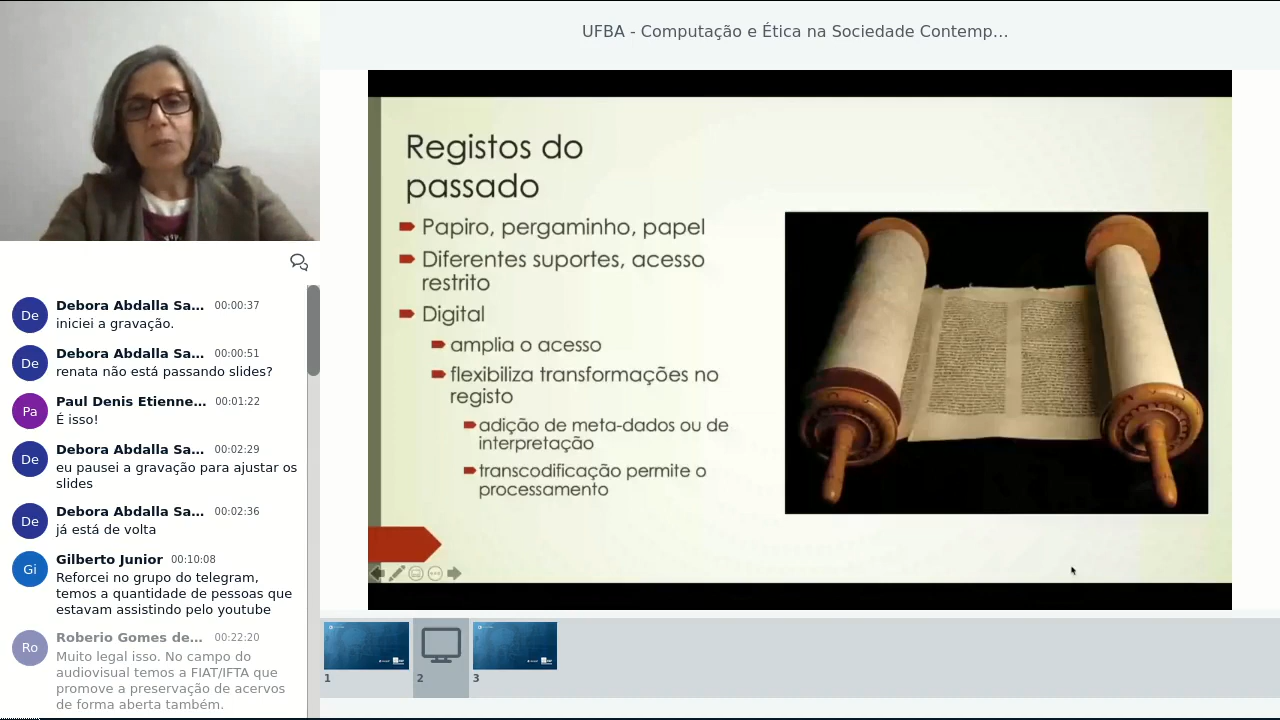 UFBA - Computação e Ética na Sociedade Contemp...
Registos do
passado
Papiro, pergaminho, papel
Diferentes suportes, acesso
restrito
Digital
amplia o acesso
flexibiliza transformações no
registo
adição de meta-dados ou de
interpretação
transcodificação permite o
processamento
De
Debora Abdalla Sa... 00:00:37
iniciei a gravação.
De
Debora Abdalla Sa... 00:00:51
renata não está passando slides?
Pa
Paul Denis Etienne... 00:01:22
É isso!
De
Debora Abdalla Sa... 00:02:29
eu pausei a gravação para ajustar os
slides
De
Debora Abdalla Sa... 00:02:36
já está de volta
Gi
Gilberto Junior 00:10:08
Reforcei no grupo do telegram,
temos a quantidade de pessoas que
estavam assistindo pelo youtube
Ro
Roberio Gomes de... 00:22:20
Muito legal isso. No campo do
audiovisual temos a FIAT/IFTA que
promove a preservação de acervos
de forma aberta também.
1
2
3